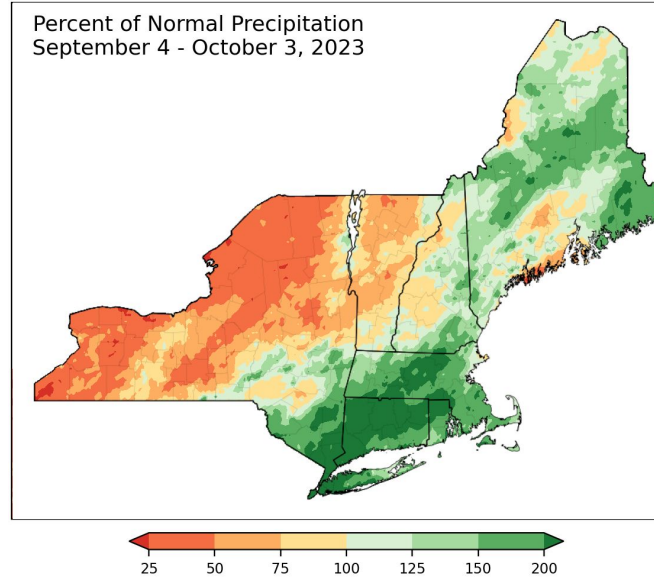 Percent of Normal Precipitation
September 4 - October 3, 2023
25 50 75 100 125 150 200